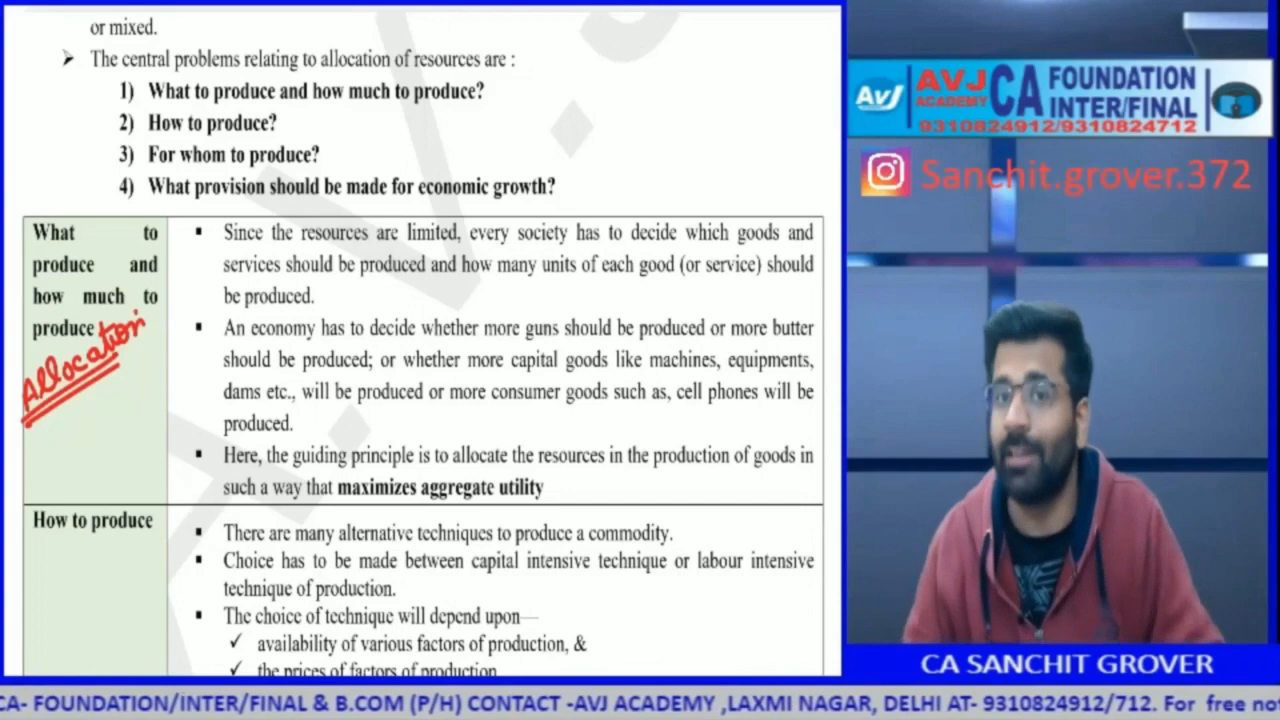 or mixed.
➤ The central problems relating to allocation of resources are :
1) What to produce and how much to produce?
2) How to produce?
3) For whom to produce?
4) What provision should be made for economic growth?
What to
produce and
how much to
produce
Allocation
▪ Since the resources are limited, every society has to decide which goods and
services should be produced and how many units of each good (or service) should
be produced.
▪ An economy has to decide whether more guns should be produced or more butter
should be produced; or whether more capital goods like machines, equipments,
dams etc., will be produced or more consumer goods such as, cell phones will be
produced.
▪ Here, the guiding principle is to allocate the resources in the production of goods in
such a way that maximizes aggregate utility
How to produce
▪ There are many alternative techniques to produce a commodity.
▪ Choice has to be made between capital intensive technique or labour intensive
technique of production.
▪ The choice of technique will depend upon—
✓ availability of various factors of production, &
✓ the prices of factors of production
AVJ
AVJ
ACADEMY
CA
FOUNDATION
INTER/FINAL
9310824912/9310824712
Sanchit.grover.372
CA SANCHIT GROVER
CA- FOUNDATION/INTER/FINAL & B.COM (P/H) CONTACT -AVJ ACADEMY ,LAXMI NAGAR, DELHI AT- 9310824912/712. For free no